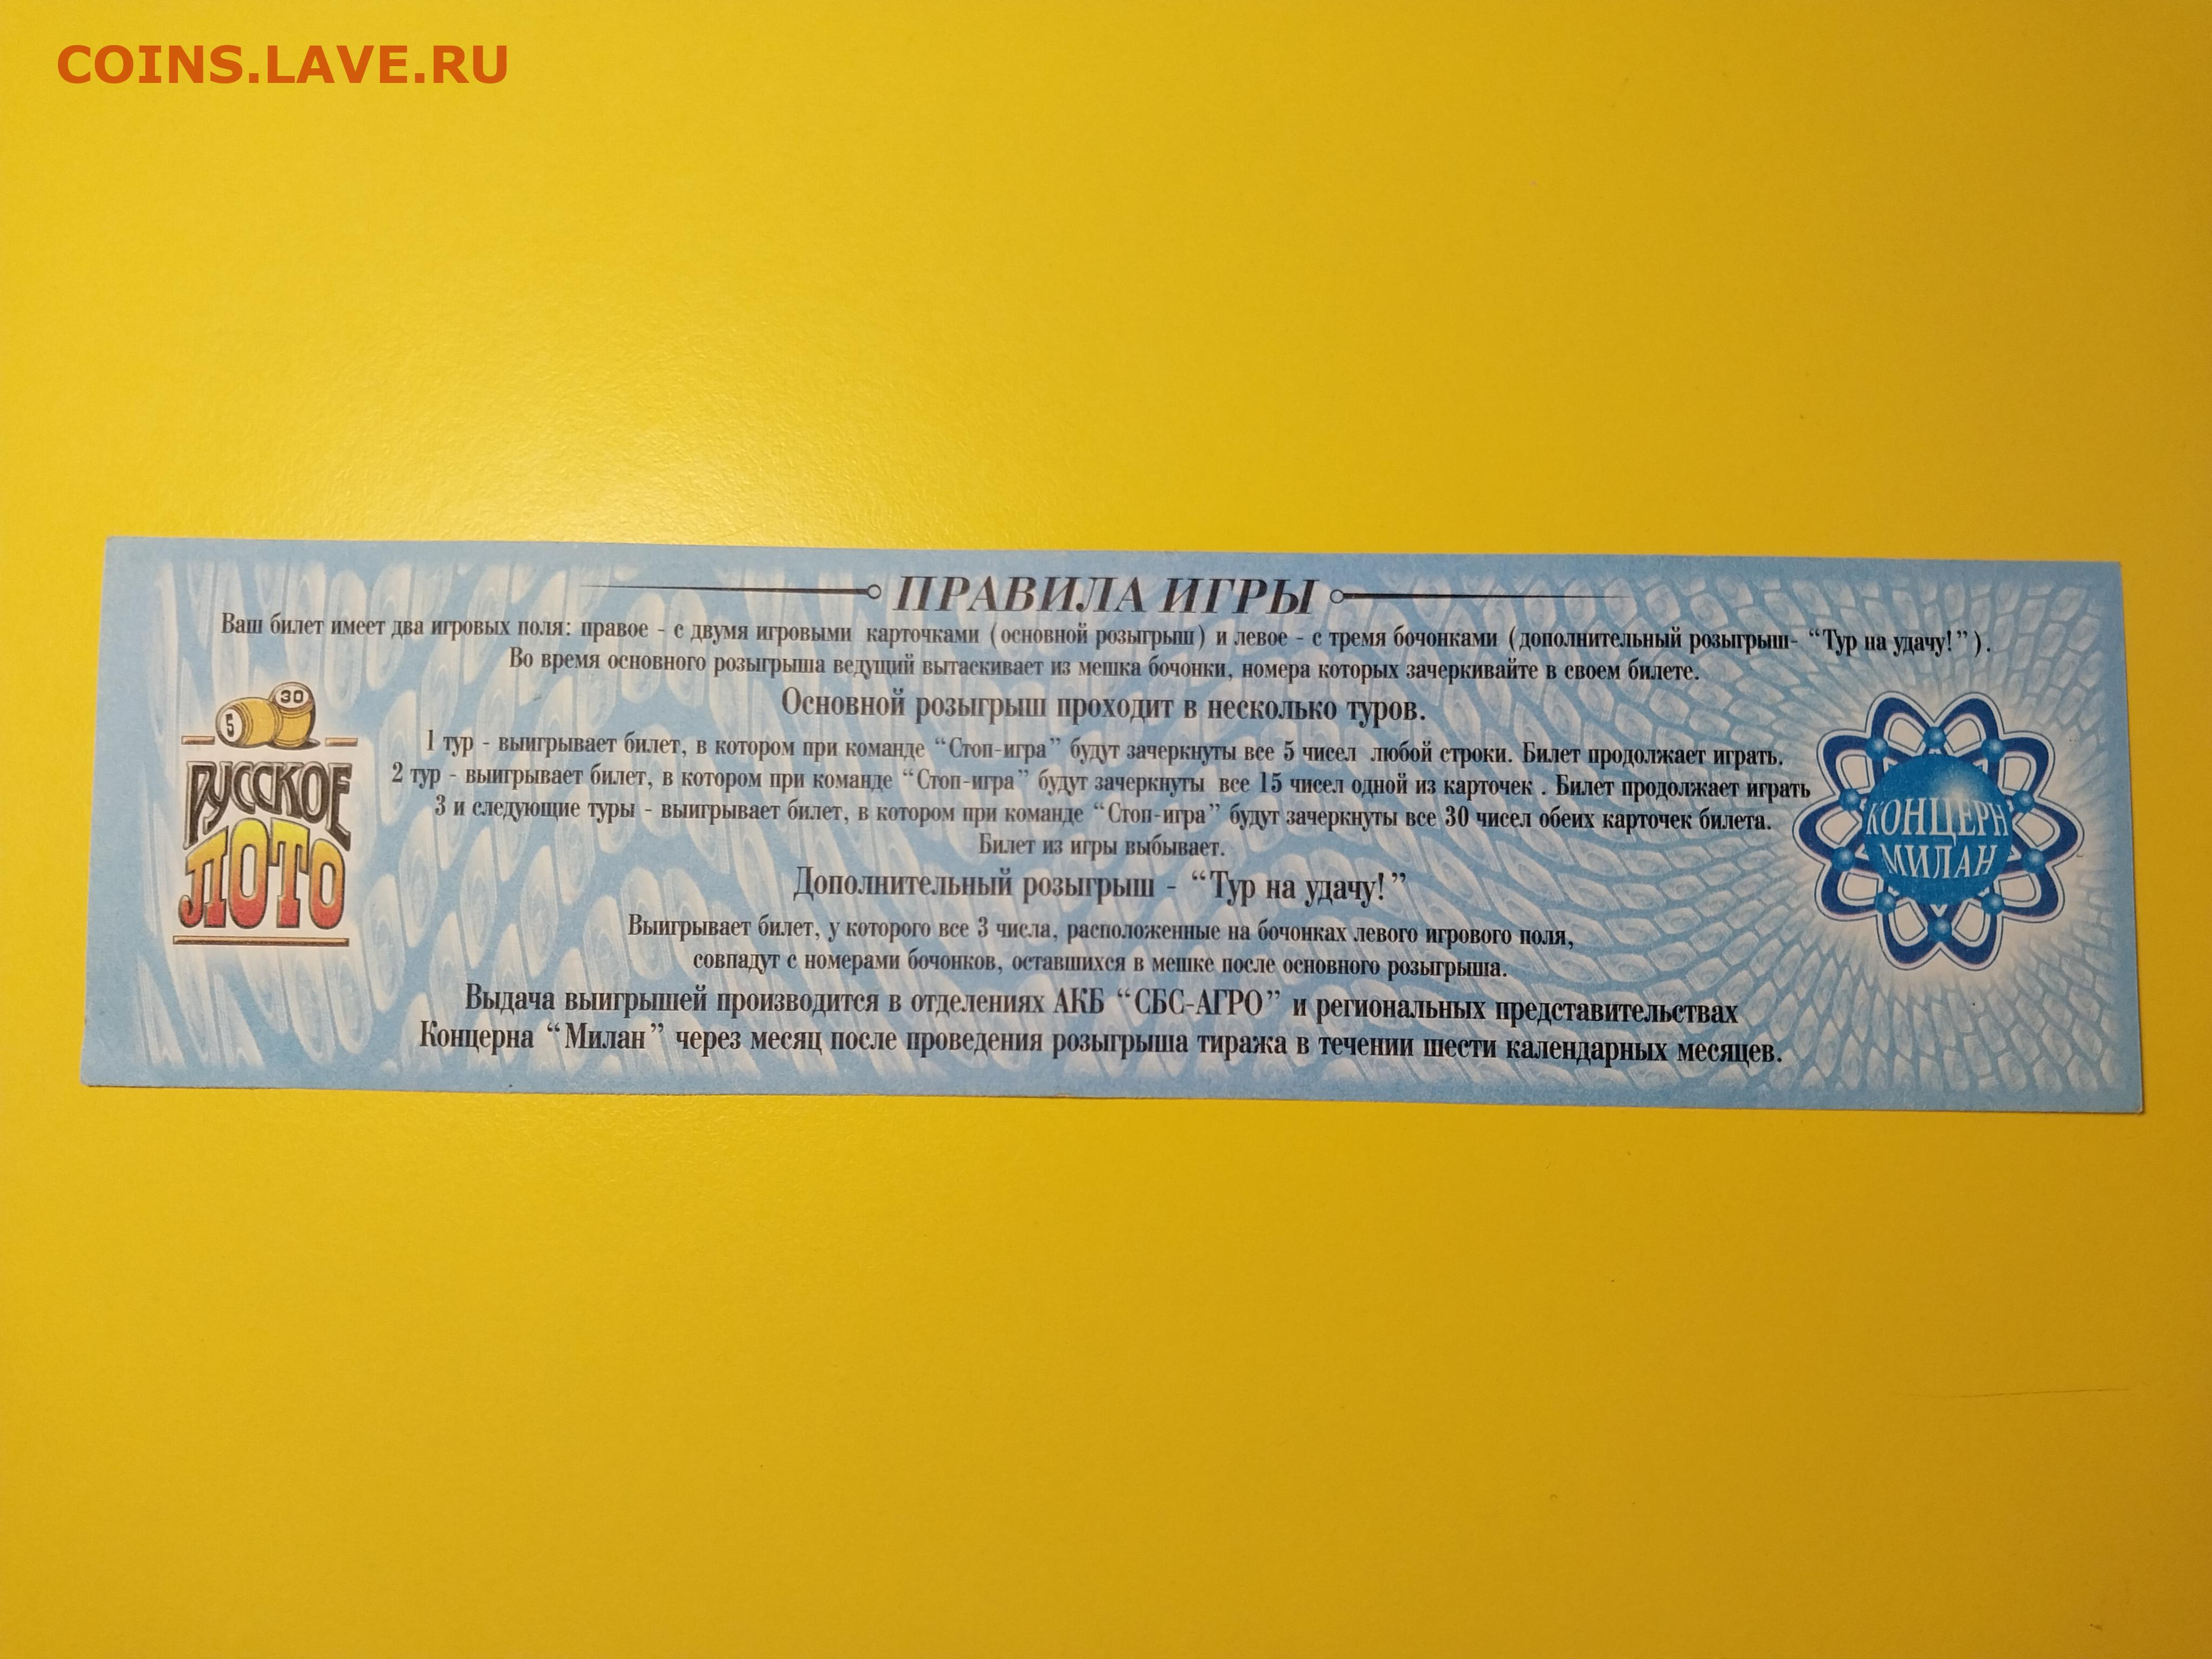 COINS.LAVE.RU
ПРАВИЛА ИГРЫ
Ваш билет имеет два игровых поля: правое - с двумя игровыми карточками (основной розыгрыш) и левое - с тремя бочонками (дополнительный розыгрыш- “Тур на удачу!”).
Во время основного розыгрыша ведущий вытаскивает из мешка бочонки, номера которых зачеркивайте в своем билете.
Основной розыгрыш проходит в несколько туров.
1 тур - выигрывает билет, в котором при команде “Стоп-игра” будут зачеркнуты все 5 чисел любой строки. Билет продолжает играть.
2 тур - выигрывает билет, в котором при команде “Стоп-игра” будут зачеркнуты все 15 чисел одной из карточек . Билет продолжает играть
3 и следующие туры - выигрывает билет, в котором при команде “Стоп-игра” будут зачеркнуты все 30 чисел обеих карточек билета.
Билет из игры выбывает.
Дополнительный розыгрыш - “Тур на удачу!”
Выигрывает билет, у которого все 3 числа, расположенные на бочонках левого игрового поля,
совпадут с номерами бочонков, оставшихся в мешке после основного розыгрыша.
Выдача выигрышей производится в отделениях АКБ “СБС-АГРО” и региональных представительствах
Концерна “Милан” через месяц после проведения розыгрыша тиража в течении шести календарных месяцев.
30
5
РУССКОЕ
ЛОТО
КОНЦЕРН
МИЛАН